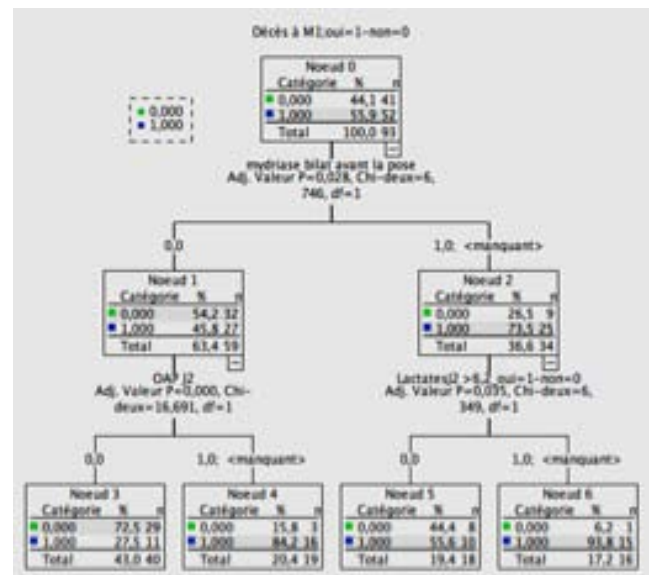 Décès à M1;oui=1-non=0
Noeud 0
Catégorie % n
0,000 44,1 41
1,000 55,9 52
Total 100,0 93
0,000
1,000
mydriase bilat avant la pose
Adj. Valeur P=0,028, Chi-deux=6,
746, df=1
0,0
1,0; <manquant>
Noeud 1
Catégorie % n
0,000 54,2 32
1,000 45,8 27
Total 63,4 59
Noeud 2
Catégorie % n
0,000 26,5 9
1,000 73,5 25
Total 36,6 34
OAP J2
Adj. Valeur P=0,000, Chi-
deux=16,691, df=1
LactatesJ2 >6,2 oui=1-non=0
Adj. Valeur P=0,035, Chi-deux=6,
349, df=1
0,0
1,0; <manquant>
0,0
1,0; <manquant>
Noeud 3
Catégorie % n
0,000 72,5 29
1,000 27,5 11
Total 43,0 40
Noeud 4
Catégorie % n
0,000 15,8 3
1,000 84,2 16
Total 20,4 19
Noeud 5
Catégorie % n
0,000 44,4 8
1,000 55,6 10
Total 19,4 18
Noeud 6
Catégorie % n
0,000 6,2 1
1,000 93,8 15
Total 17,2 16